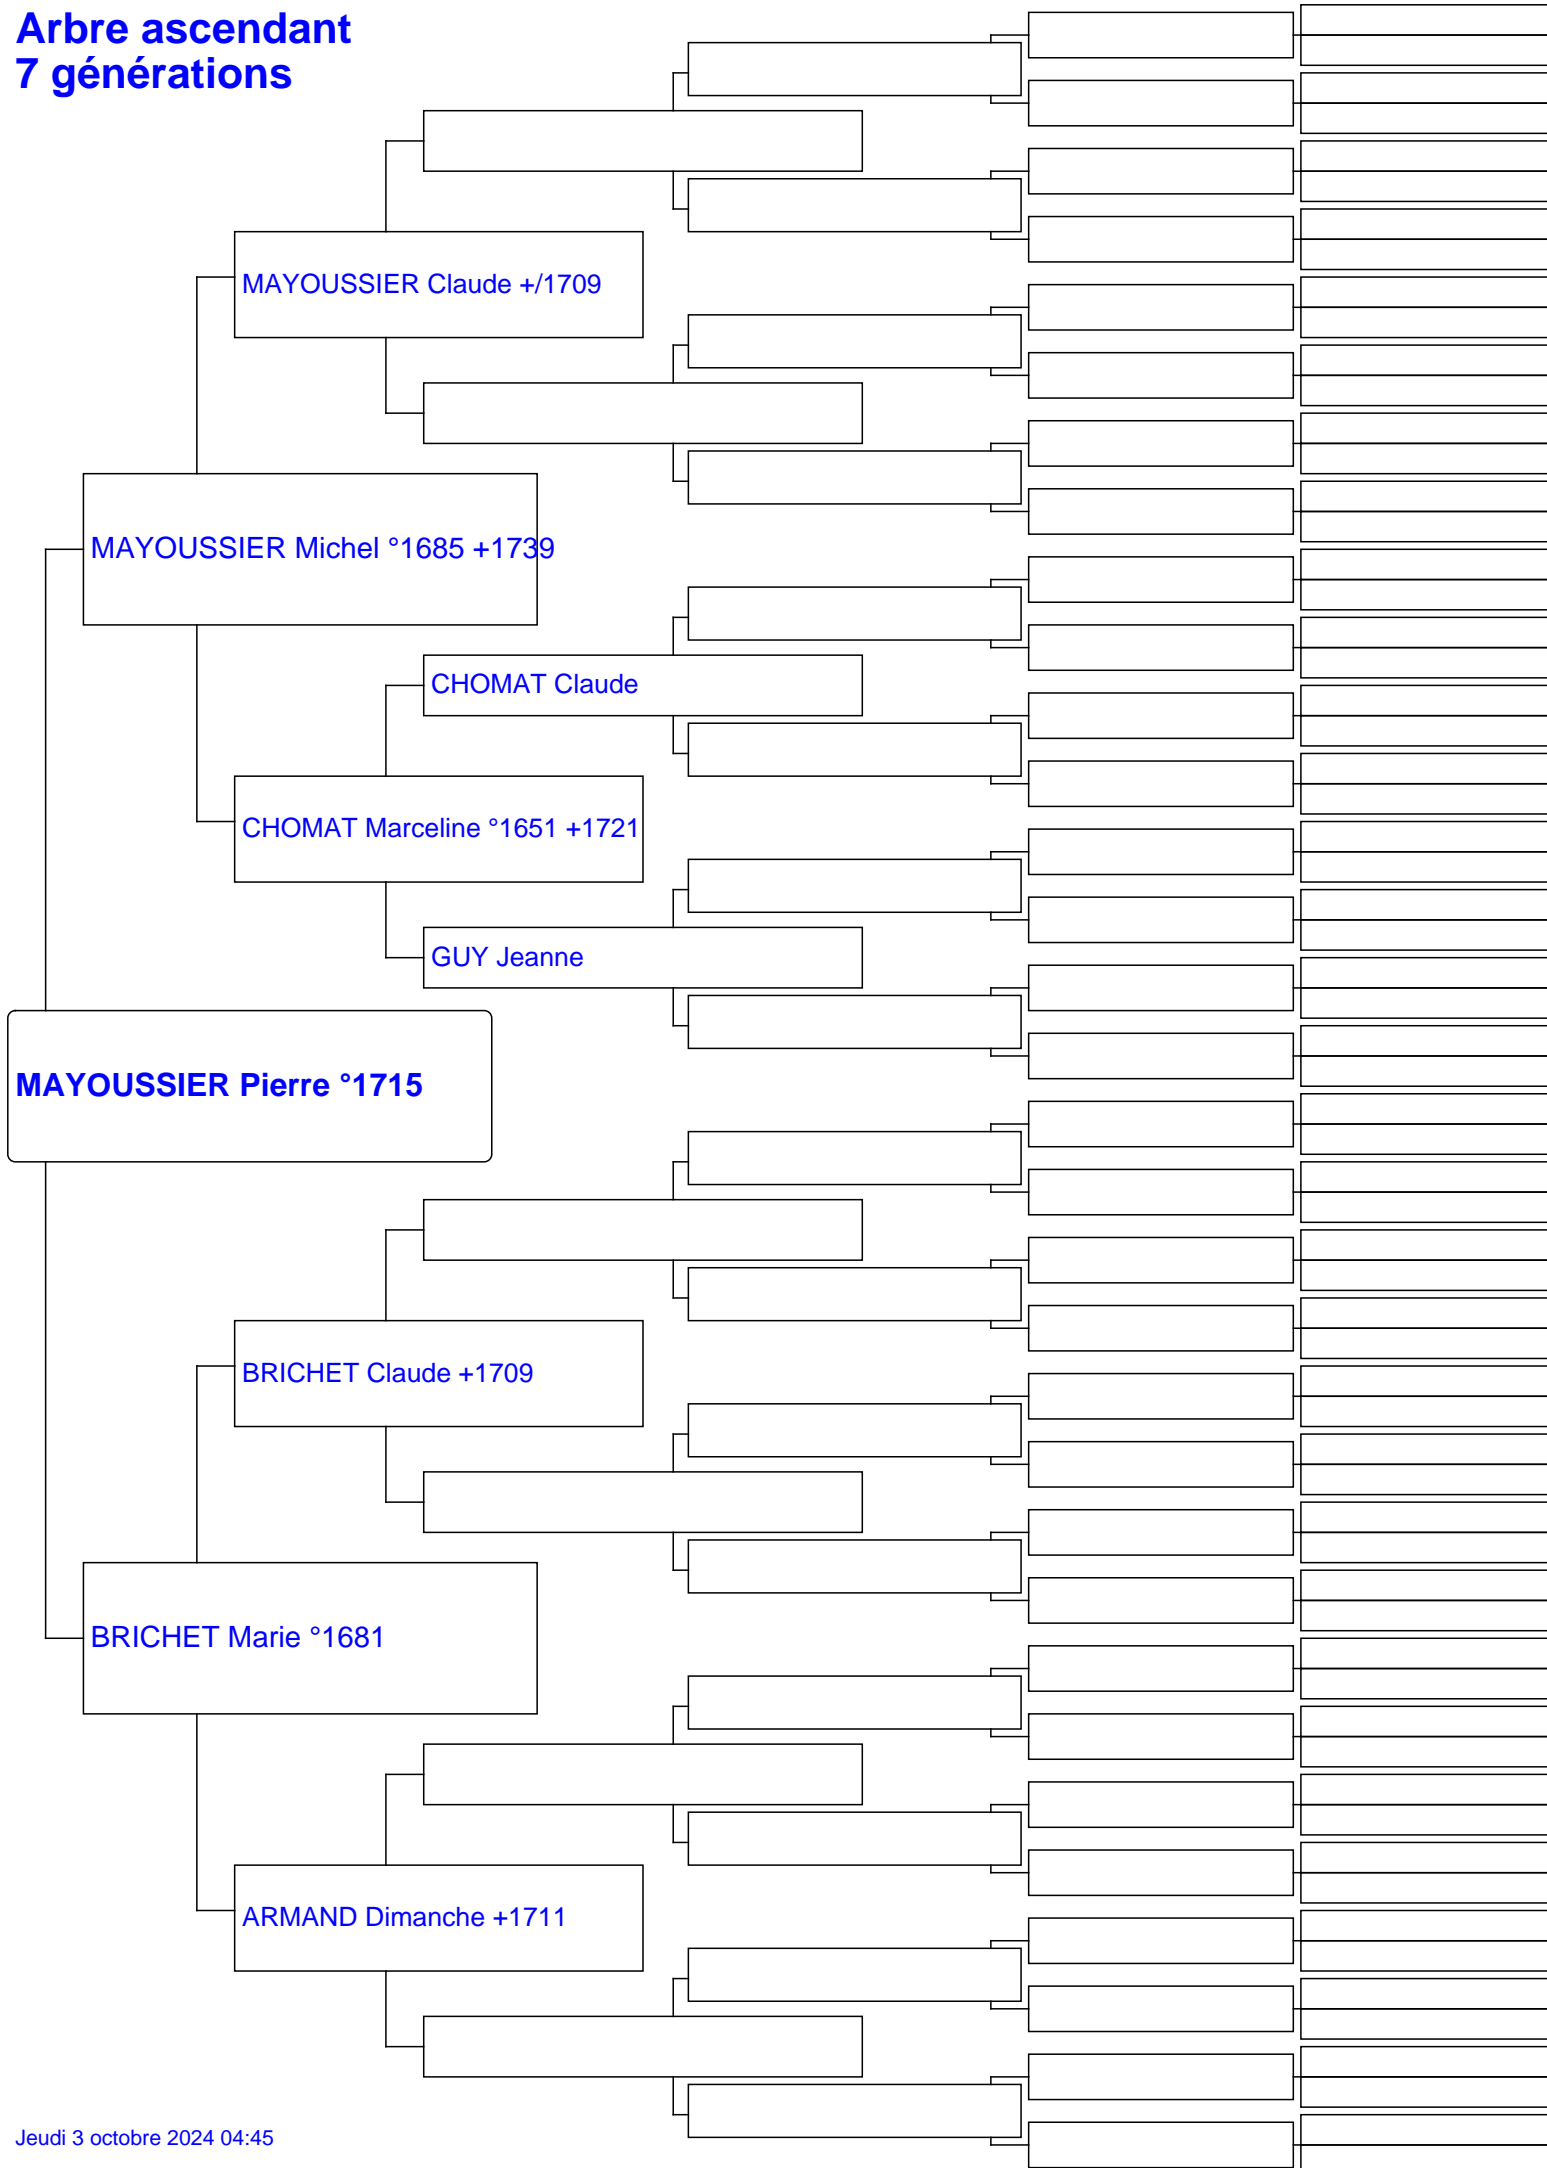 Arbre ascendant
7 générations
MAYOUSSIER Claude +/1709
MAYOUSSIER Michel °1685 +1739
CHOMAT Claude
CHOMAT Marceline °1651 +1721
GUY Jeanne
MAYOUSSIER Pierre °1715
BRICHET Claude +1709
BRICHET Marie °1681
ARMAND Dimanche +1711
Jeudi 3 octobre 2024 04:45